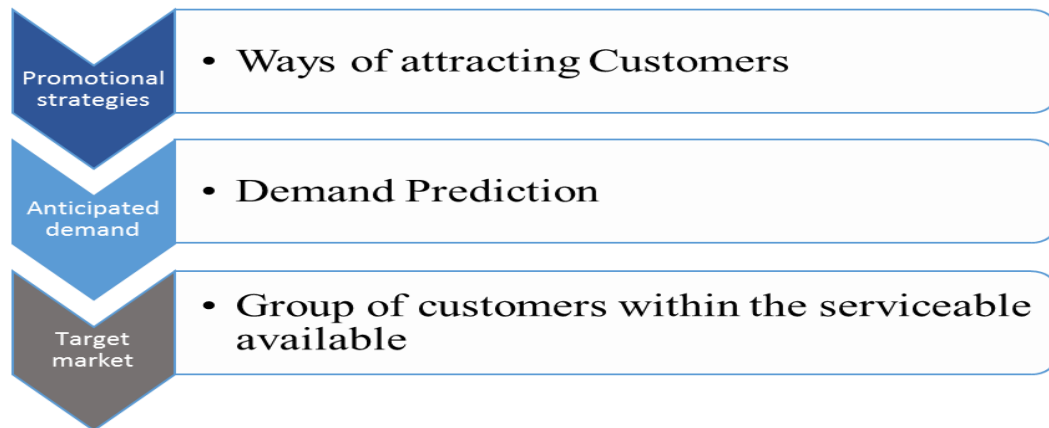 Promotional
strategies
• Ways of attracting Customers
Anticipated
demand
• Demand Prediction
Target
market
• Group of customers within the serviceable
available